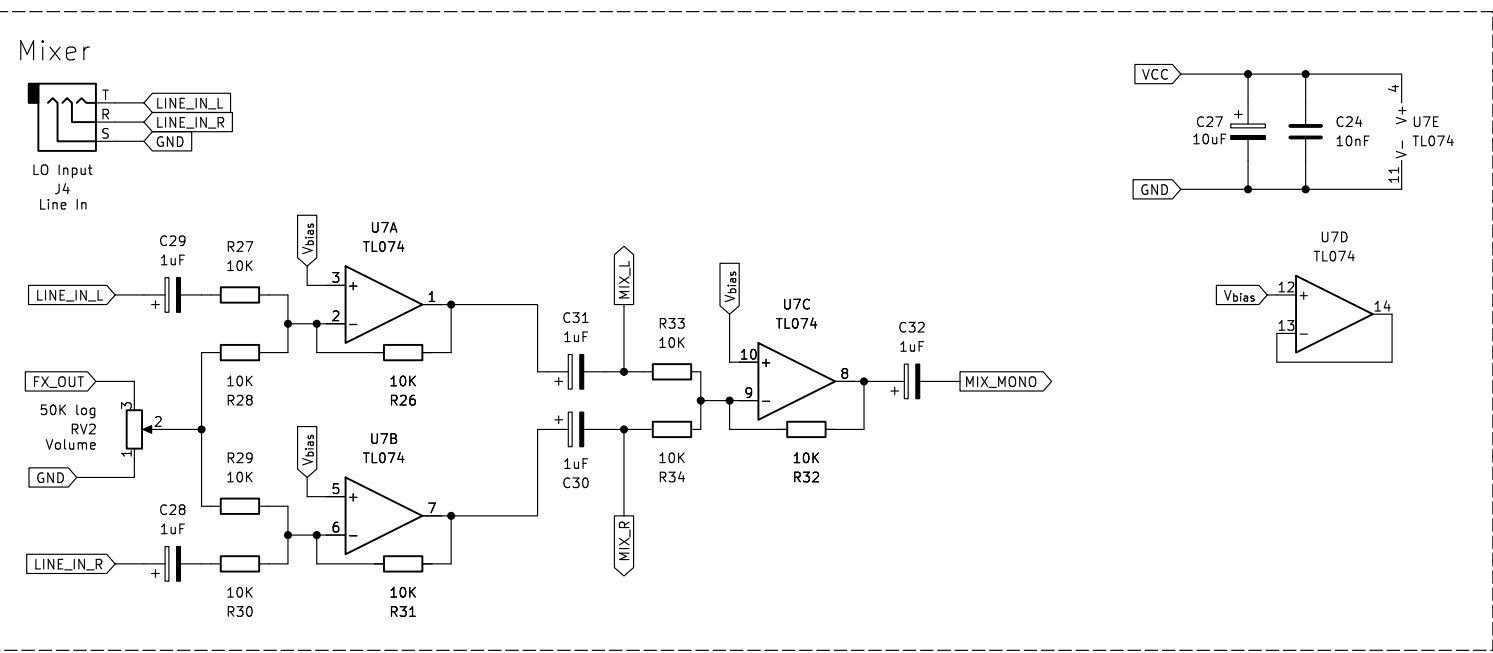 Mixer
T
LINE_IN_L
R
LINE_IN_R
S
GND
LO Input
J4
Line In
VCC
GND
C27
10uF
+
C24
10nF
4
V+
V-
11
U7E
TL074
C29
1uF
R27
10K
LINE_IN_L
+
Vbias
U7A
TL074
3
+
2
-
1
10K
R28
10K
R26
FX_OUT
50K log
RV2
Volume
3
2
1
GND
R29
10K
C28
1uF
LINE_IN_R
+
10K
R30
Vbias
U7B
TL074
5
+
6
-
7
10K
R31
C31
1uF
+
MIX_L
+
1uF
C30
MIX_R
R33
10K
10K
R34
Vbias
U7C
TL074
10
+
9
-
8
10K
R32
C32
1uF
+
MIX_MONO
U7D
TL074
Vbias
12
+
13
-
14